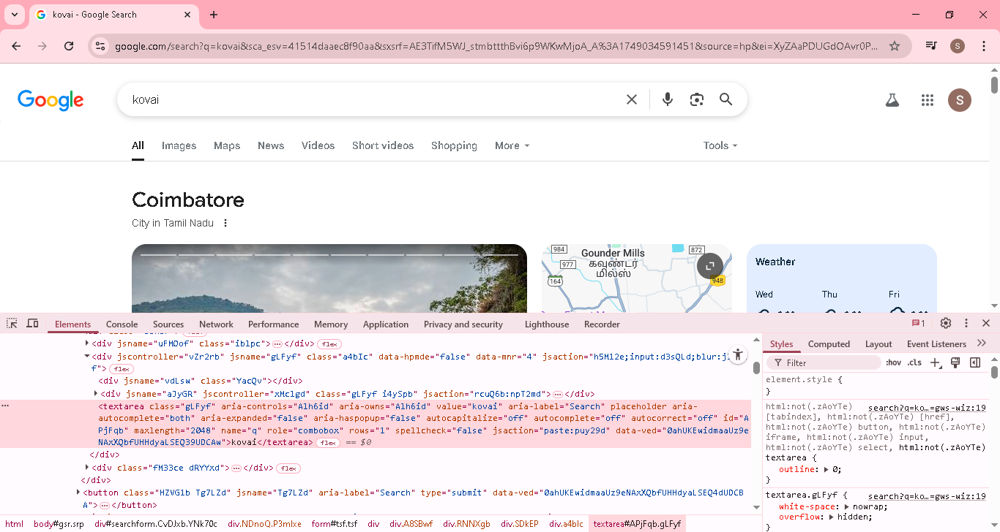 kovai - Google Search
google.com/search?q=kovai&sca_esv=41514daaec8f90aa&sxsrf=AE3TifM5WJ_stmbttthBvi6p9WKwMjoA_A%3A1749034591451&source=hp&ei=XyZAaPDUGdOAvr0P...
S
Google
kovai
S
All Images Maps News Videos Short videos Shopping More Tools
Coimbatore
City in Tamil Nadu
984
Gounder Mills
872
977
கவுண்டர்
மில்ஸ்
164
948
Weather
Wed Thu Fri
Elements Console Sources Network Performance Memory Application Privacy and security Lighthouse Recorder 1
<div jsname="uFMOof" class="iblpc">…</div> flex
<div jscontroller="vZr2rb" jsname="gLFyf" class="a4bIc" data-hpmde="false" data-mnr="4" jsaction="h5M12e;input:d3sQLd;blur:jI
f"> flex
<div jsname="vdLsw" class="YacQv"></div>
<div jsname="aJyGR" jscontroller="xMclgd" class="gLFyf i4ySpb" jsaction="rcuQ6b:npT2md">…</div>
<textarea class="gLFyf" aria-controls="Alh6id" aria-owns="Alh6id" value="kovai" aria-label="Search" placeholder aria-
autocomplete="both" aria-expanded="false" aria-haspopup="false" autocapitalize="off" autocomplete="off" autocorrect="off" id="A
PjFqb" maxlength="2048" name="q" role="combobox" rows="1" spellcheck="false" jsaction="paste:puy29d" data-ved="0ahUKEwidmaaUz9e
NAxXQbfUHHdyaLSEQ39UDCAw">kovai</textarea> flex == $0
</div>
<div class="fM33ce dRYYxd">…</div> flex
</div>
<button class="HZVG1b Tg7LZd" jsname="Tg7LZd" aria-label="Search" type="submit" data-ved="0ahUKEwidmaaUz9eNAxXQbfUHHdyaLSEQ4dUDCB
A">…</button>
html body#gsr.srp div#searchform.CvDJxb.YNk70c div.NDnoQ.P3mIxe form#tsf.tsf div div.A8SBwf div.RNNXgb div.SDkEP div.a4bIc textarea#APjFqb.gLFyf
Styles Computed Layout Event Listeners
Filter :hov .cls
element.style {
}
html:not(.zAoYTe) search?q=ko…=gws-wiz:19
[tabindex], html:not(.zAoYTe) [href],
html:not(.zAoYTe) button, html:not(.zAoYTe)
iframe, html:not(.zAoYTe) input,
html:not(.zAoYTe) select, html:not(.zAoYTe)
textarea {
outline: 0;
}
textarea.gLFyf { search?q=ko…=gws-wiz:19
white-space: nowrap;
overflow: hidden;
}